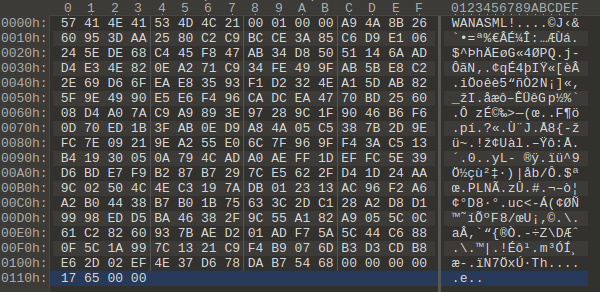 0 1 2 3 4 5 6 7 8 9 A B C D E F 0123456789ABCDEF
0000h: 57 41 4E 41 53 4D 4C 21 00 01 00 00 A9 4A 8B 26 WANASML!....©J‹&
0010h: 60 95 3D AA 25 80 C2 C9 BC CE 3A 85 C6 D9 E1 06 `•=ª%€ÂÉ¼Î:…ÆÙá.
0020h: 24 5E DE 68 C4 45 F8 47 AB 34 D8 50 51 14 6A AD $^ÞhÄEøG«4ØPQ.j-
0030h: D4 E3 4E 82 0E A2 71 C9 34 FE 49 9F AB 5B E8 C2 ÔãN‚.¢qÉ4þIŸ«[èÂ
0040h: 2E 69 D6 6F EA E8 35 93 F1 D2 32 4E A1 5D AB 82 .iÖoêè5“ñÒ2N¡]«‚
0050h: 5F 9E 49 90 E5 E6 F4 96 CA DC EA 47 70 BD 25 60 _žI.åæô–ÊÜêGp½%`
0060h: 08 D4 A0 7A C9 A9 89 3E 97 28 9C 1F 90 46 B6 F6 .Ô zÉ©‰>—(œ..F¶ö
0070h: 0D 70 ED 1B 3F AB 0E D9 A8 4A 05 C5 38 7B 2D 9E .pí.?«.Ù¨J.Å8{-ž
0080h: FC 7E 09 21 9E A2 55 E0 6C 7F 96 9F F4 3A C5 13 ü~.!ž¢Uàl.–Ÿô:Å.
0090h: B4 19 30 05 0A 79 4C AD A0 AE FF 1D EF FC 5E 39 ´.0..yL- ®ÿ.ïü^9
00A0h: D6 BD E7 F9 B2 87 B7 29 7C E5 62 2F D4 1D 24 AA Ö½çù²‡·)|åb/Ô.$ª
00B0h: 9C 02 50 4C 4E C3 19 7A DB 01 23 13 AC 96 F2 A6 œ.PLNÃ.zÛ.#.¬–ò¦
00C0h: A2 B0 44 38 B7 B0 1B 75 63 3C 2D C1 28 A2 D8 D1 ¢°D8·°.uc<-Á(¢ØÑ
00D0h: 99 98 ED D5 BA 46 38 2F 9C 55 A1 82 A9 05 5C 0C ™˜íÕºF8/œU¡‚©.\.
00E0h: 61 C2 82 60 93 7B AE D2 01 AD F7 5A 5C 44 C6 88 aÂ‚`“{®Ò.-÷Z\DÆˆ
00F0h: 0F 5C 1A 99 7C 13 21 C9 F4 B9 07 6D B3 D3 CD B8 .\.™|.!Éô¹.m³ÓÍ¸
0100h: E6 2D 02 EF 4E 37 D6 78 DA B7 54 68 00 00 00 00 æ-.ïN7ÖxÚ·Th....
0110h: 17 65 00 00 .e..